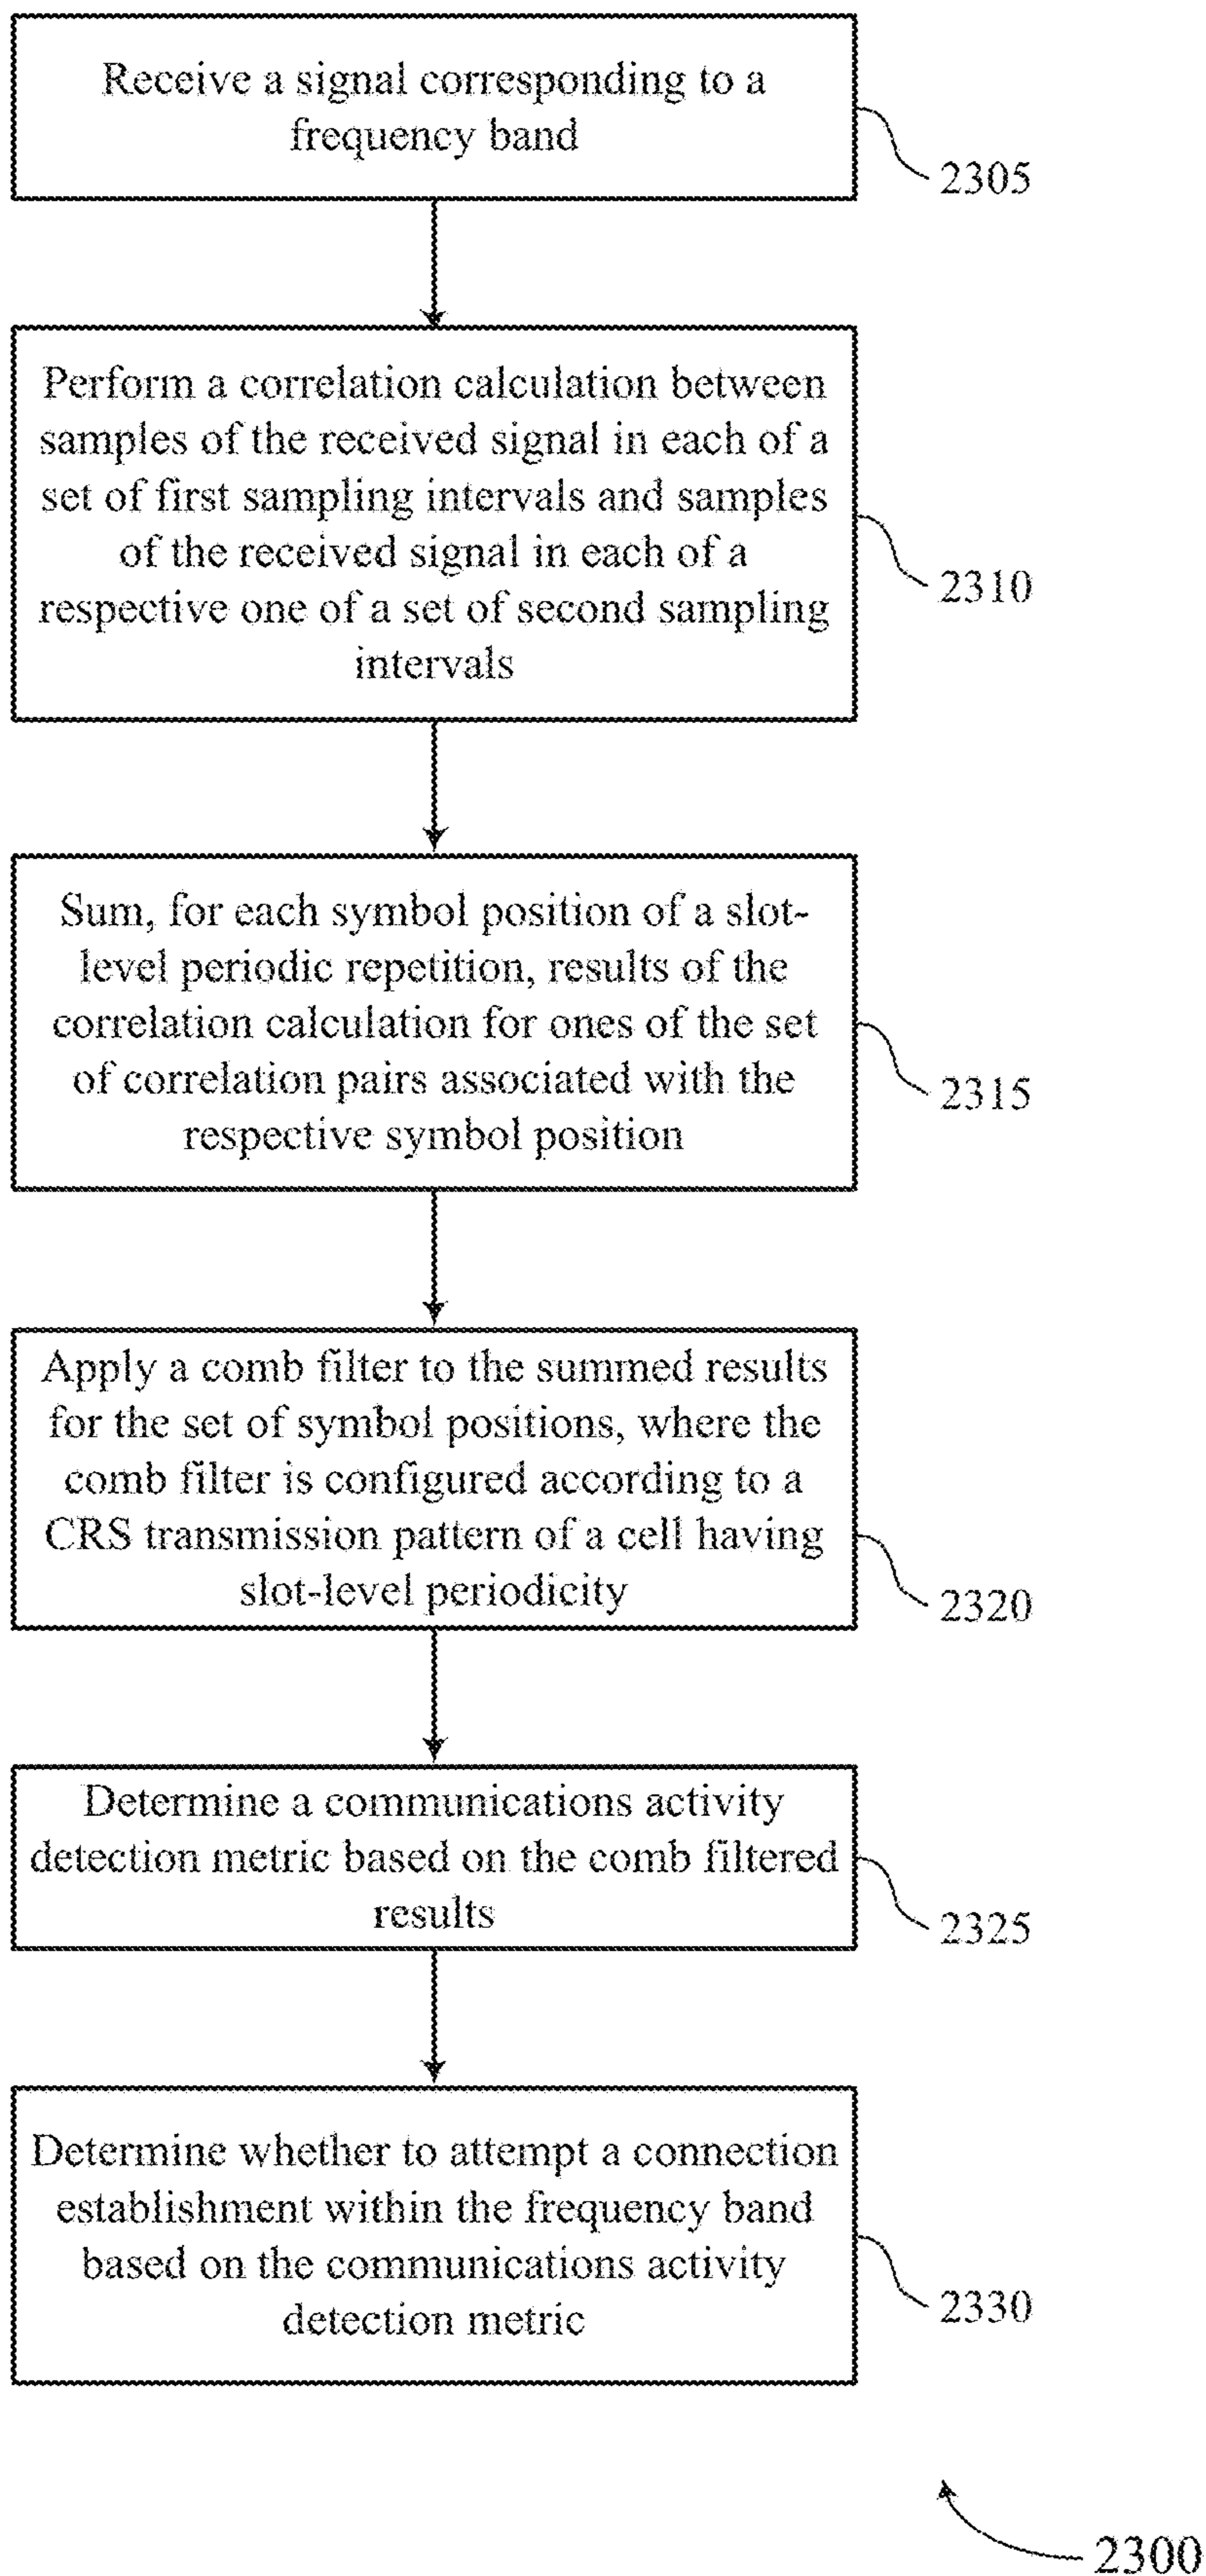 Receive a signal corresponding to a
frequency band
2305
Perform a correlation calculation between
samples of the received signal in each of a
set of first sampling intervals and samples
of the received signal in each of a
respective one of a set of second sampling
intervals
2310
Sum, for each symbol position of a slot-
level periodic repetition, results of the
correlation calculation for ones of the set
of correlation pairs associated with the
respective symbol position
2315
Apply a comb filter to the summed results
for the set of symbol positions, where the
comb filter is configured according to a
CRS transmission pattern of a cell having
slot-level periodicity
2320
Determine a communications activity
detection metric based on the comb filtered
results
2325
Determine whether to attempt a connection
establishment within the frequency band
based on the communications activity
detection metric
2330
2300